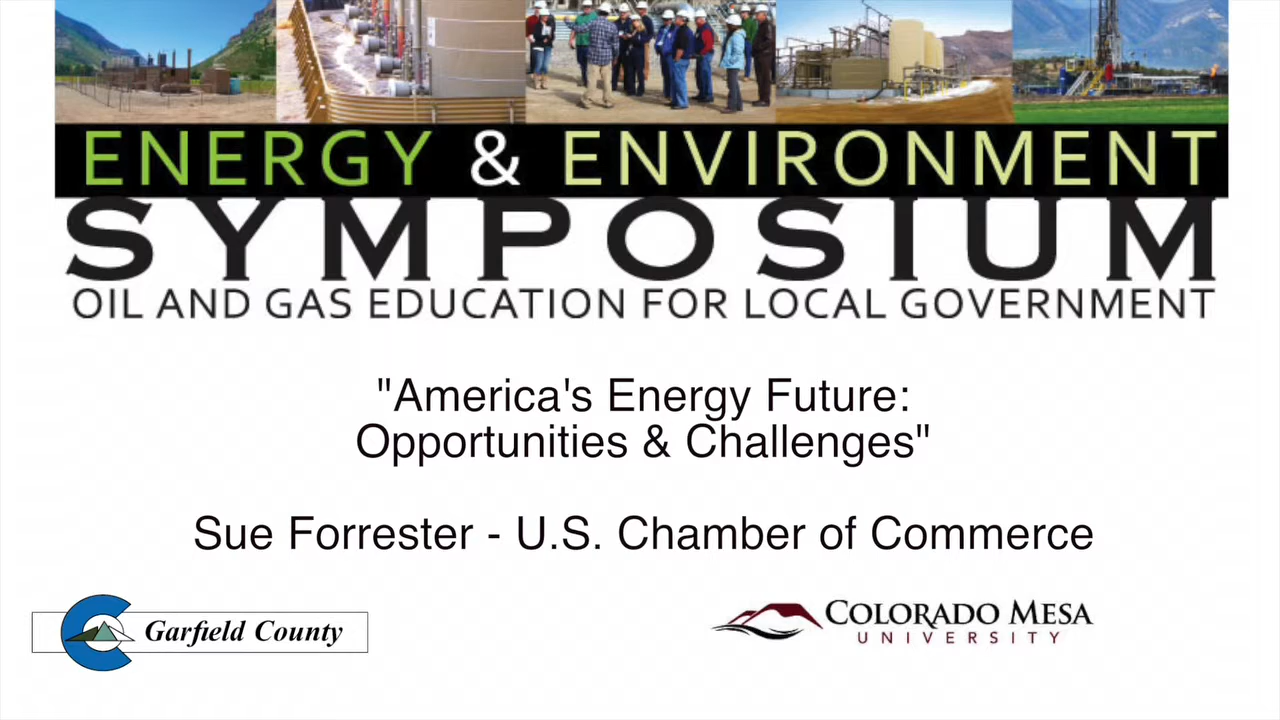 ENERGY & ENVIRONMENT
SYMPOSIUM
OIL AND GAS EDUCATION FOR LOCAL GOVERNMENT
"America's Energy Future:
Opportunities & Challenges"
Sue Forrester - U.S. Chamber of Commerce
Garfield County
COLORADO MESA
UNIVERSITY